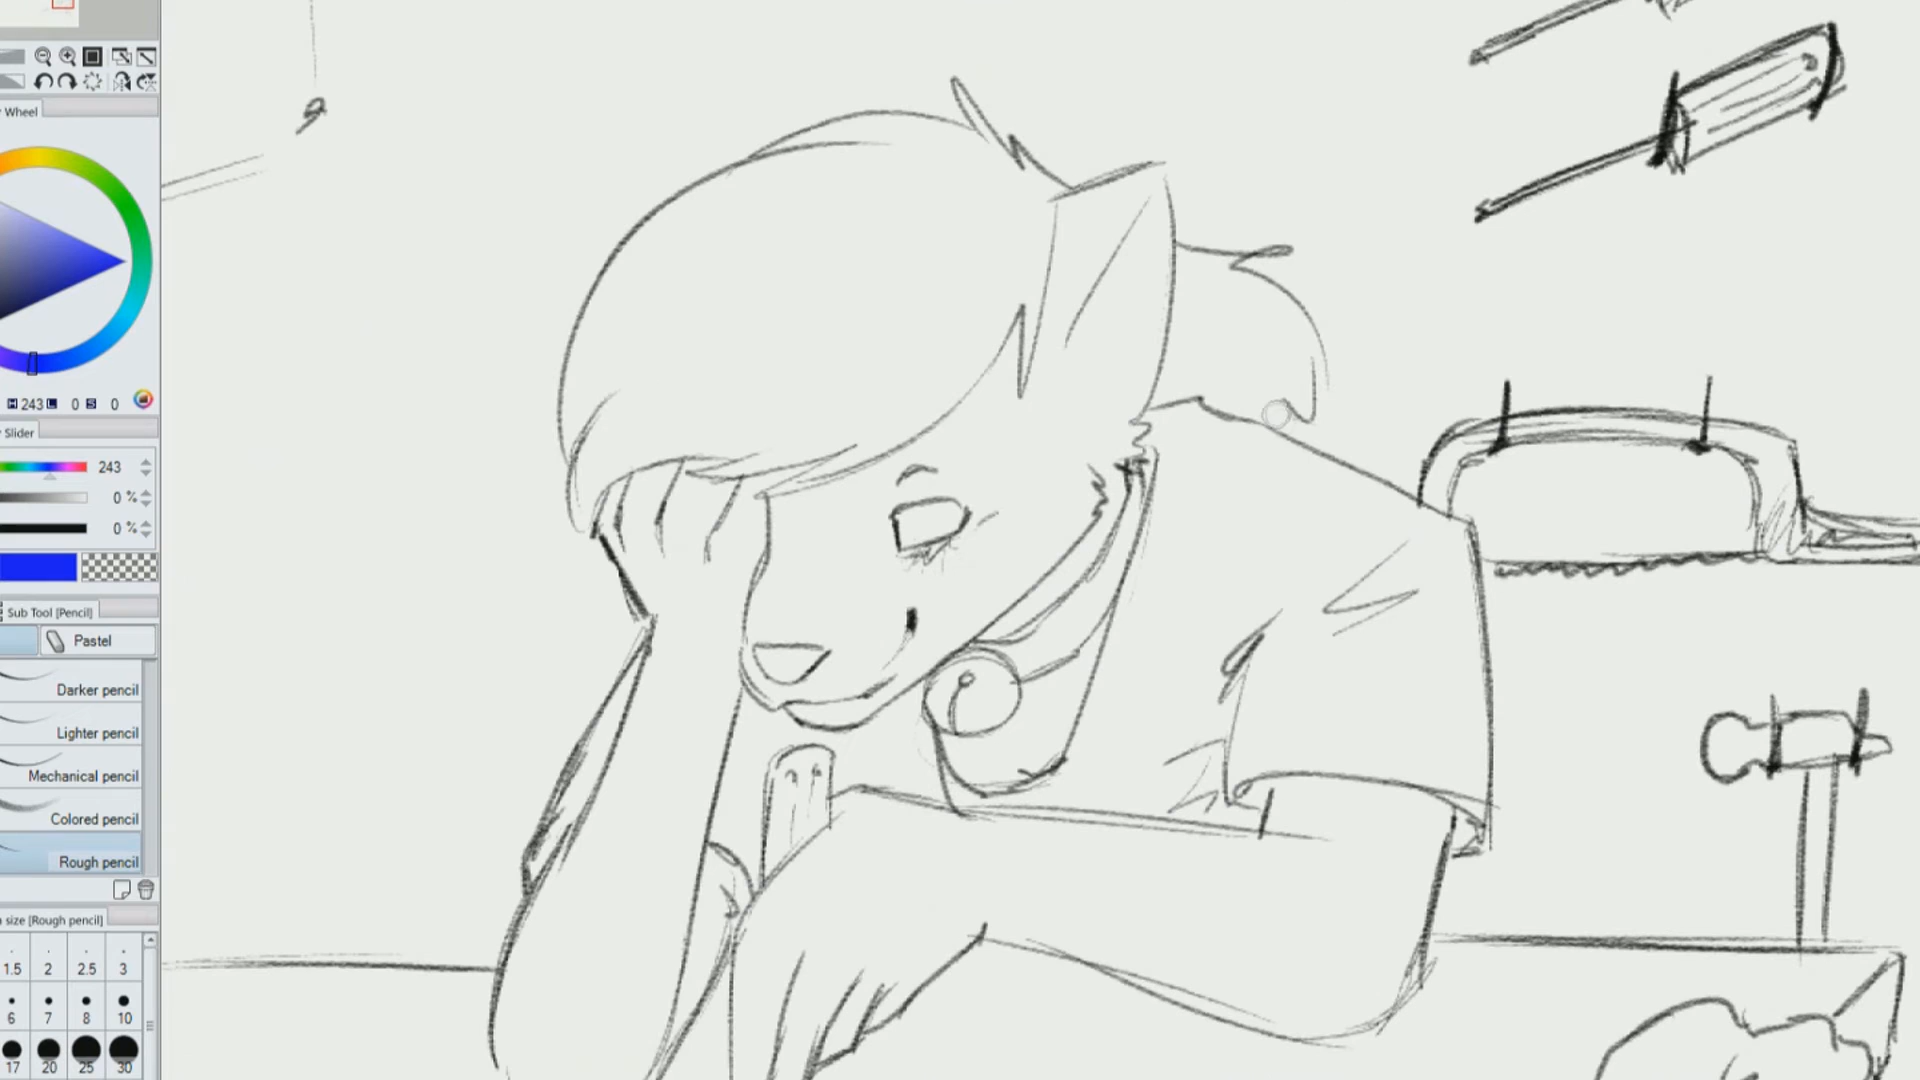 Wheel
H 243 L 0 S 0
Slider
243
0 %
0 %
Sub Tool [Pencil]
Pastel
Darker pencil
Lighter pencil
Mechanical pencil
Colored pencil
Rough pencil
size [Rough pencil]
1.5 2 2.5 3
6 7 8 10
17 20 25 30